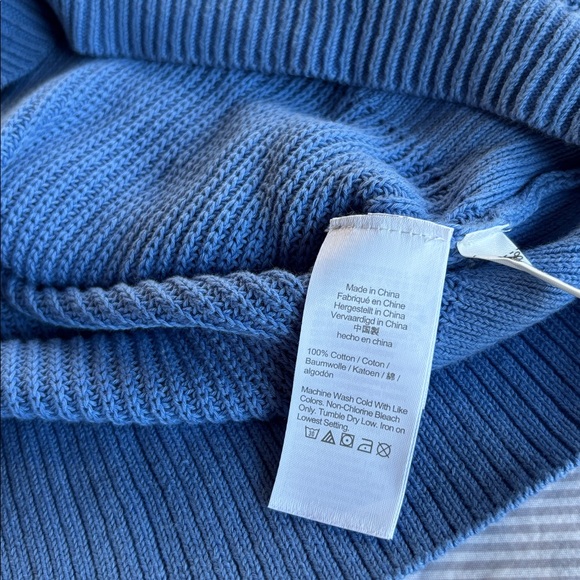 Made in China
Fabriqué en Chine
Hergestellt in China
Vervaardigd in China
中国製
hecho en china
100% Cotton / Coton /
Baumwolle / Katoen / 綿 /
algodón
Machine Wash Cold With Like
Colors. Non-Chlorine Bleach
Only. Tumble Dry Low. Iron on
Lowest Setting.